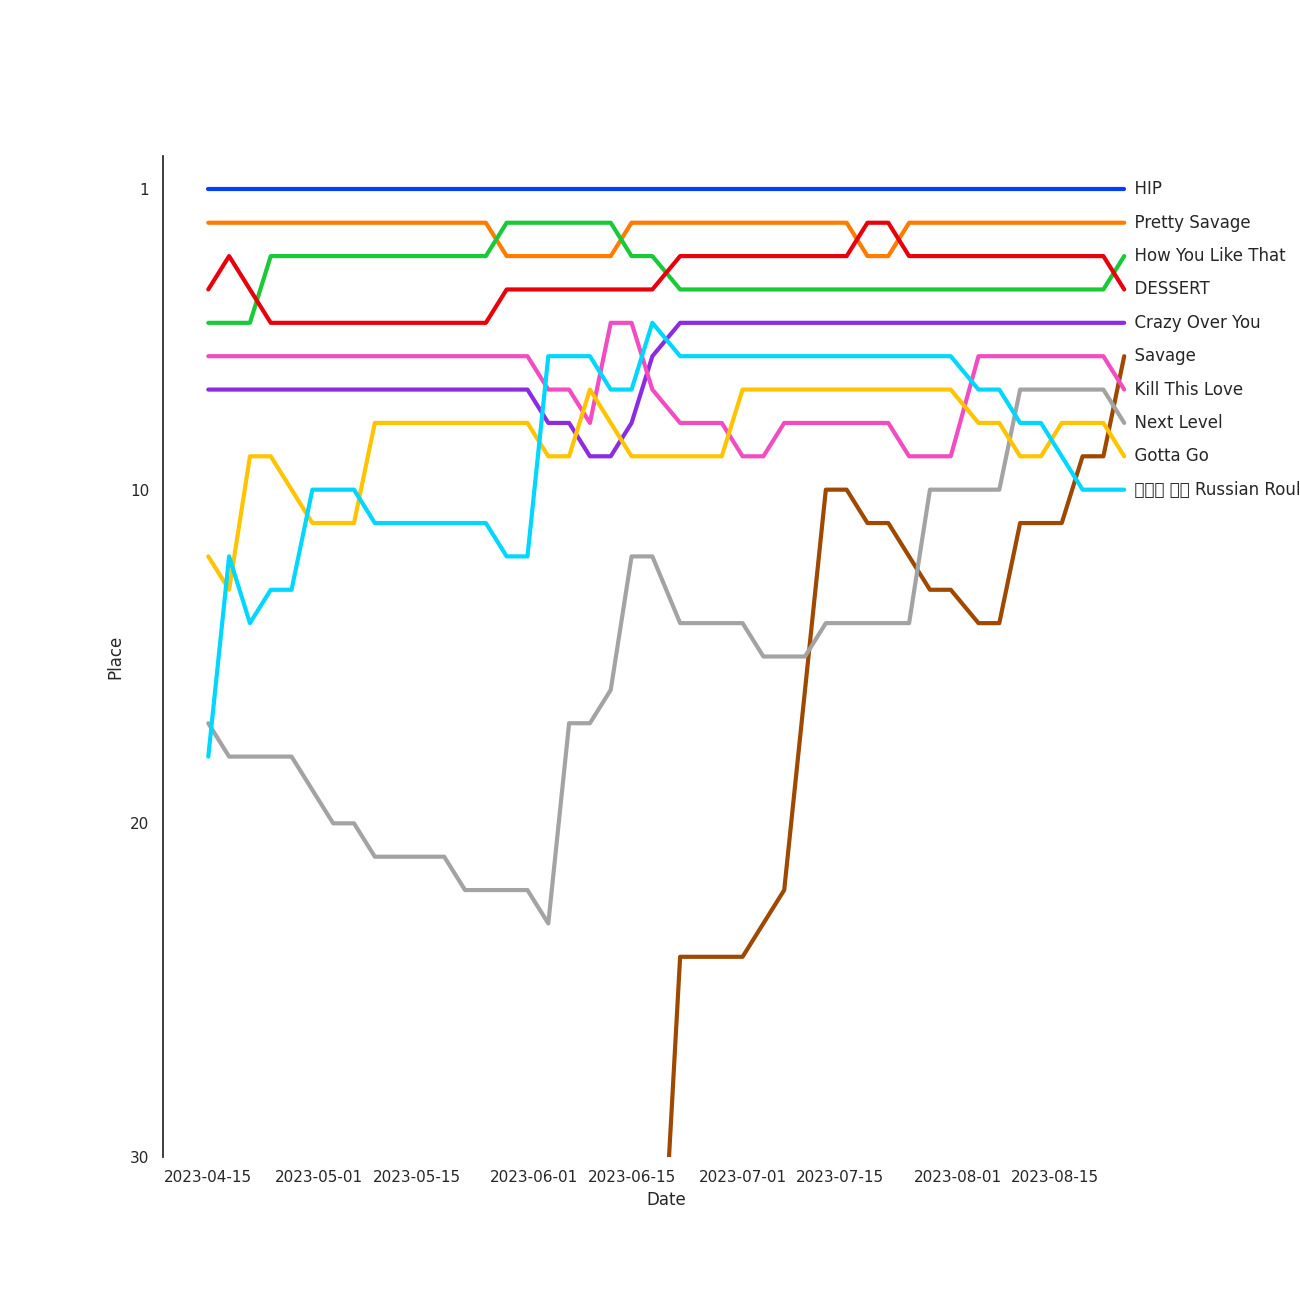 1
10
20
30
Place
HIP
Pretty Savage
How You Like That
DESSERT
Crazy Over You
Savage
Kill This Love
Next Level
Gotta Go
Russian Roul
2023-04-15
2023-05-01
2023-05-15
2023-06-01
2023-06-15
2023-07-01
2023-07-15
2023-08-01
2023-08-15
Date